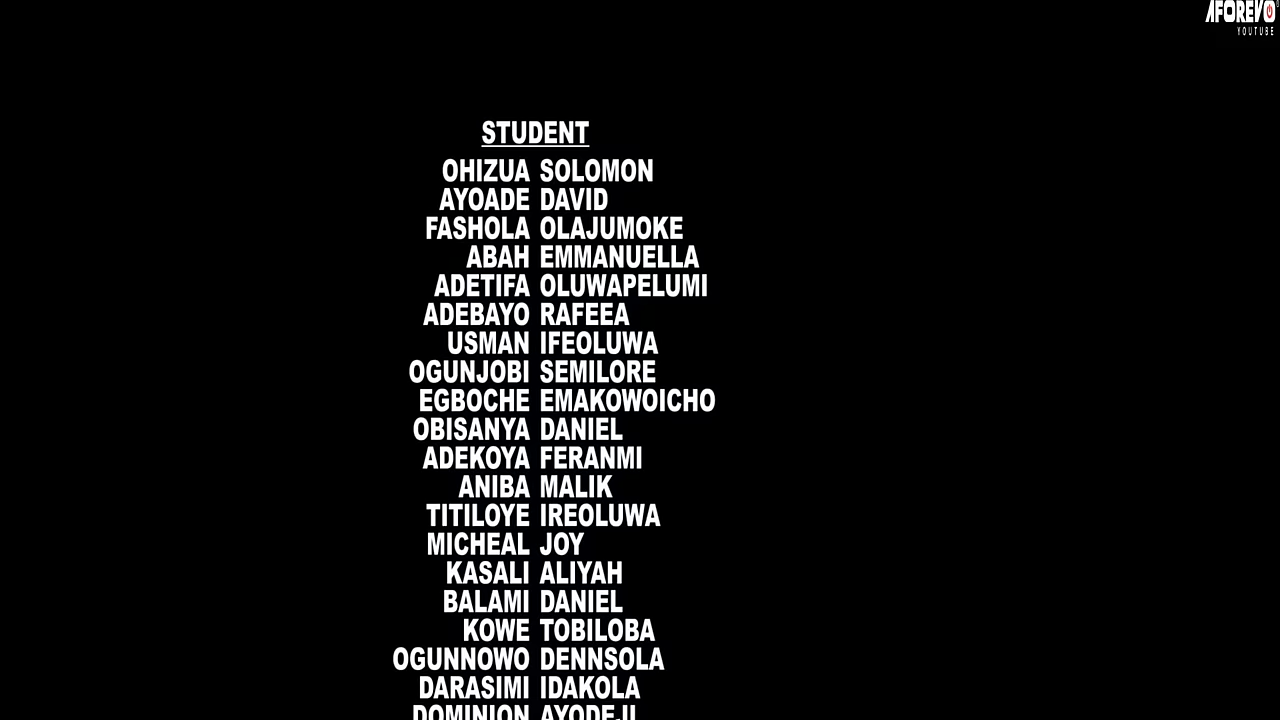 AFOREVO
YOUTUBE
STUDENT
OHIZUA SOLOMON
AYOADE DAVID
FASHOLA OLAJUMOKE
ABAH EMMANUELLA
ADETIFA OLUWAPELUMI
ADEBAYO RAFEEA
USMAN IFEOLUWA
OGUNJOBI SEMILORE
EGBOCHE EMAKOWOICHO
OBISANYA DANIEL
ADEKOYA FERANMI
ANIBA MALIK
TITILOYE IREOLUWA
MICHEAL JOY
KASALI ALIYAH
BALAMI DANIEL
KOWE TOBILOBA
OGUNNOWO DENNSOLA
DARASIMI IDAKOLA
DOMINION AYODEJI